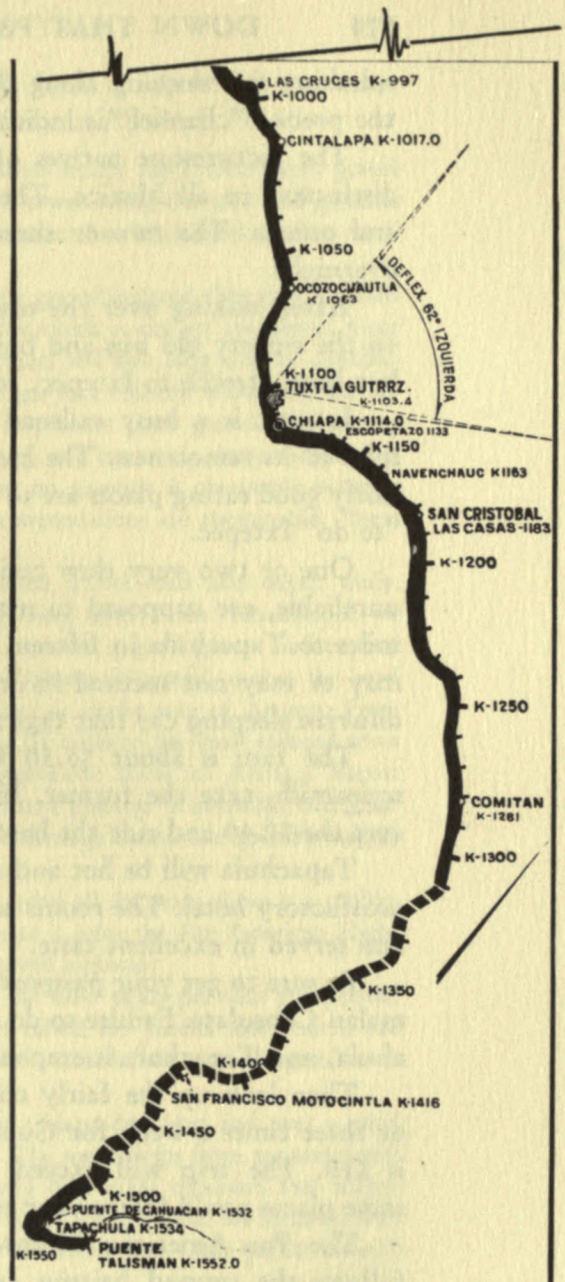 LAS CRUCES K-997
K-1000
CINTALAPA K-1017.0
K-1050
OCOZOCUAUTLA
K-1063
DEFLEX 62° IZQUIERDA
K-1100
TUXTLA GUTRRZ.
K-1103.4
CHIAPA K-1114.0
ESCOPETAZO 1133
K-1150
NAVENCHAUC K1163
SAN CRISTOBAL
LAS CASAS-1183
K-1200
K-1250
COMITAN
K-1281
K-1300
K-1350
K-1400
SAN FRANCISCO MOTOCINTLA K-1416
K-1450
K-1500
PUENTE DE CAHUACAN K-1532
TAPACHULA K-1534
K-1550
PUENTE
TALISMAN K-1552.0